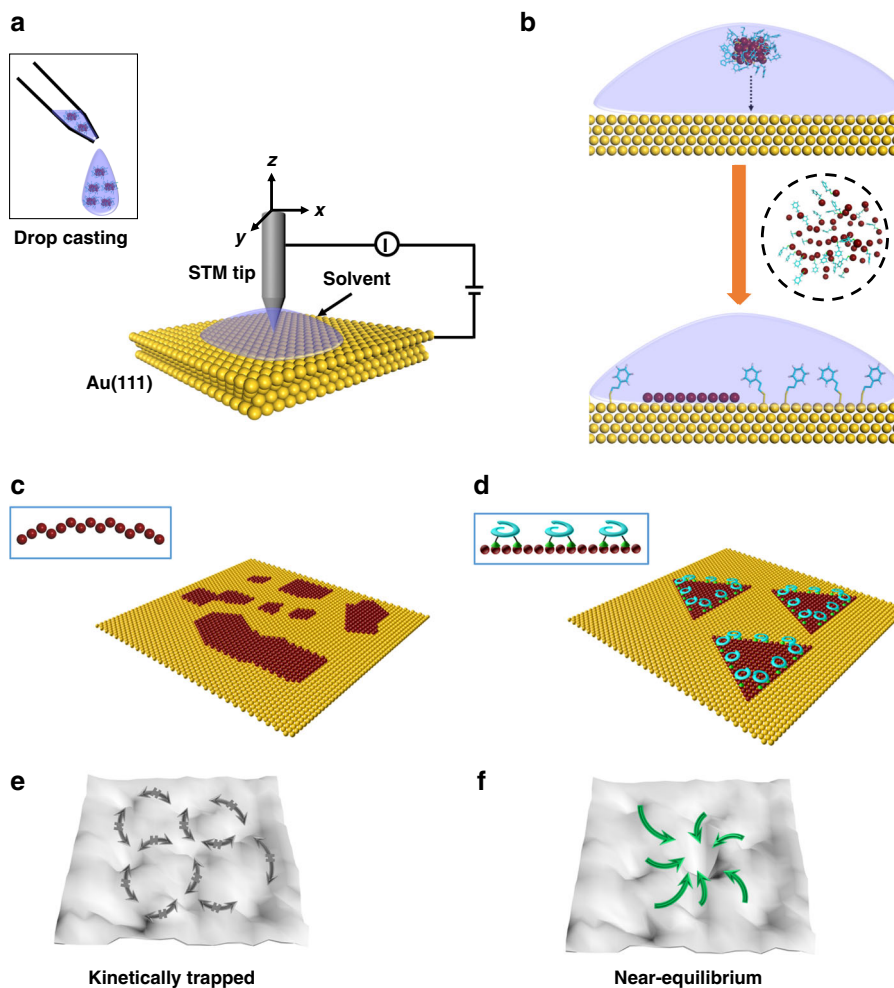 a
Drop casting
z
x
y
STM tip
I
Solvent
Au(111)
b
c
d
e
Kinetically trapped
f
Near-equilibrium